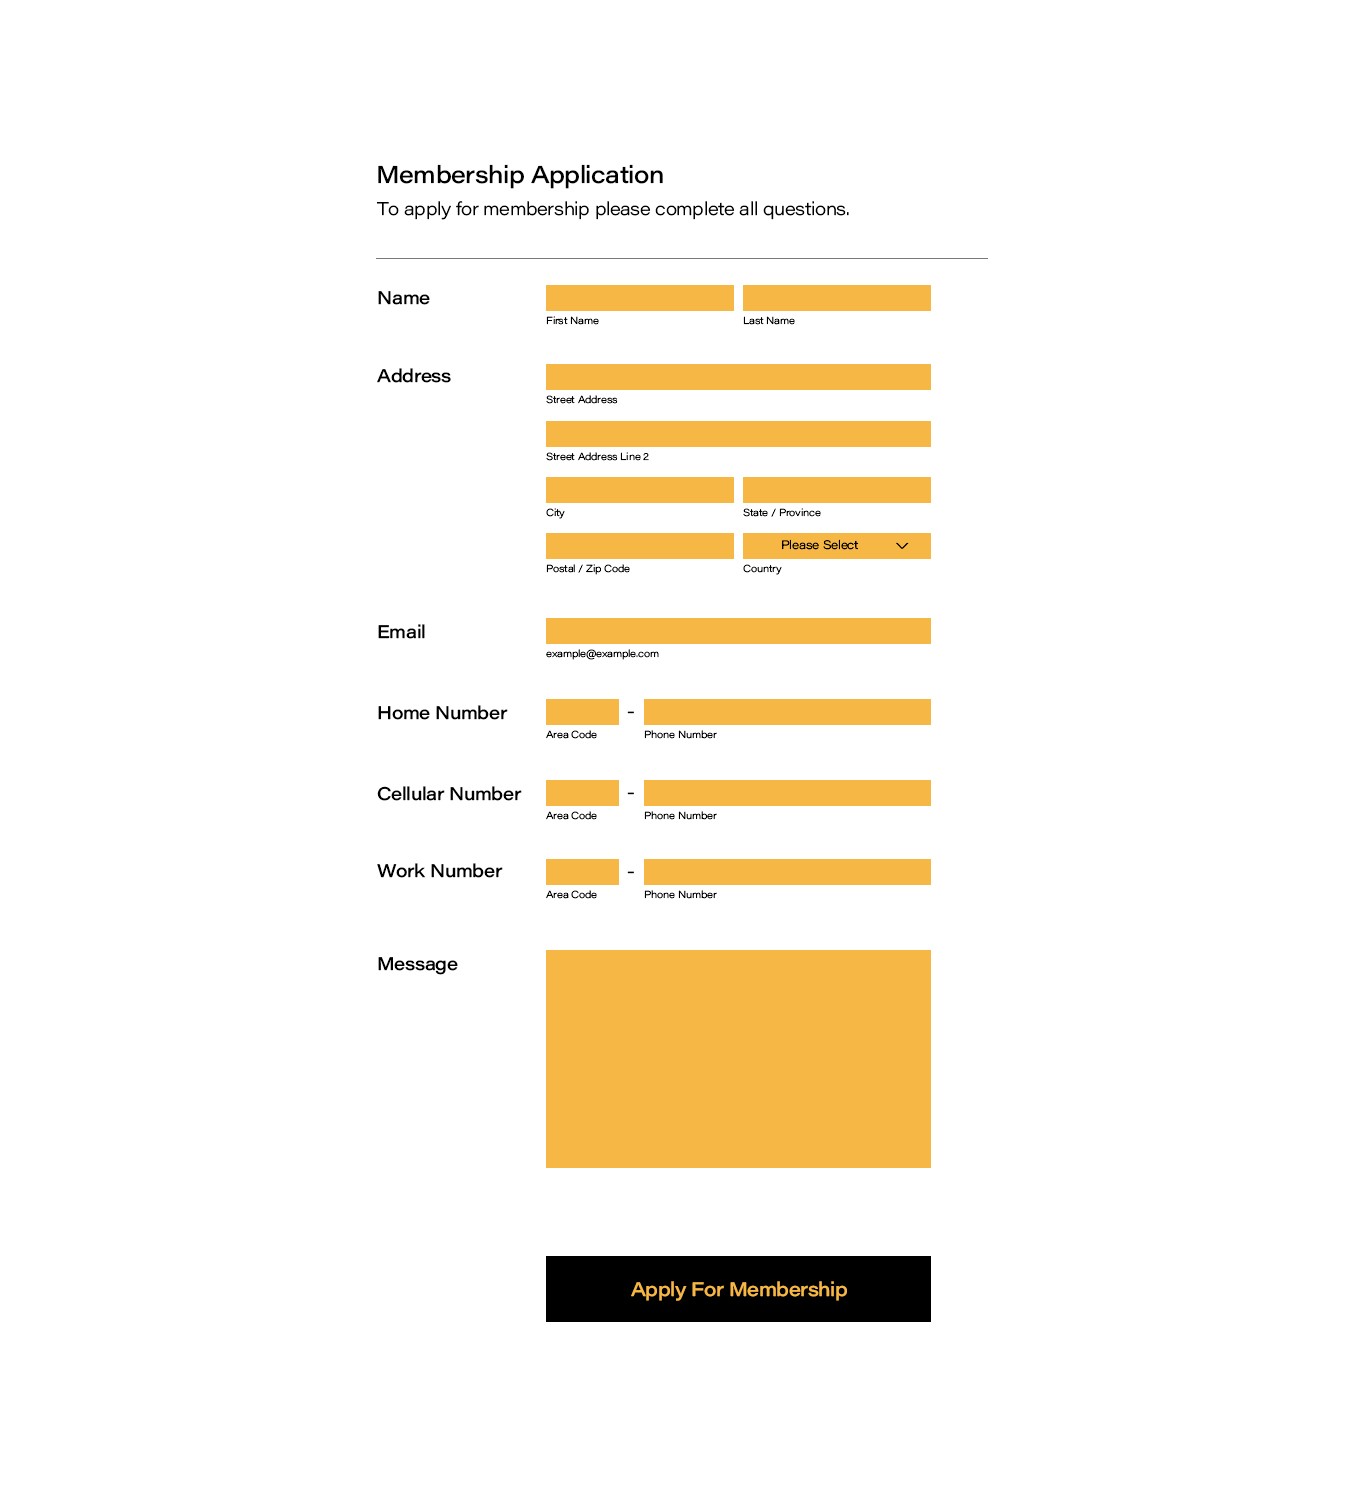 Membership Application
To apply for membership please complete all questions.
Name
First Name Last Name
Address
Street Address
Street Address Line 2
City State / Province
Please Select
Postal / Zip Code Country
Email
example@example.com
Home Number -
Area Code Phone Number
Cellular Number -
Area Code Phone Number
Work Number -
Area Code Phone Number
Message
Apply For Membership